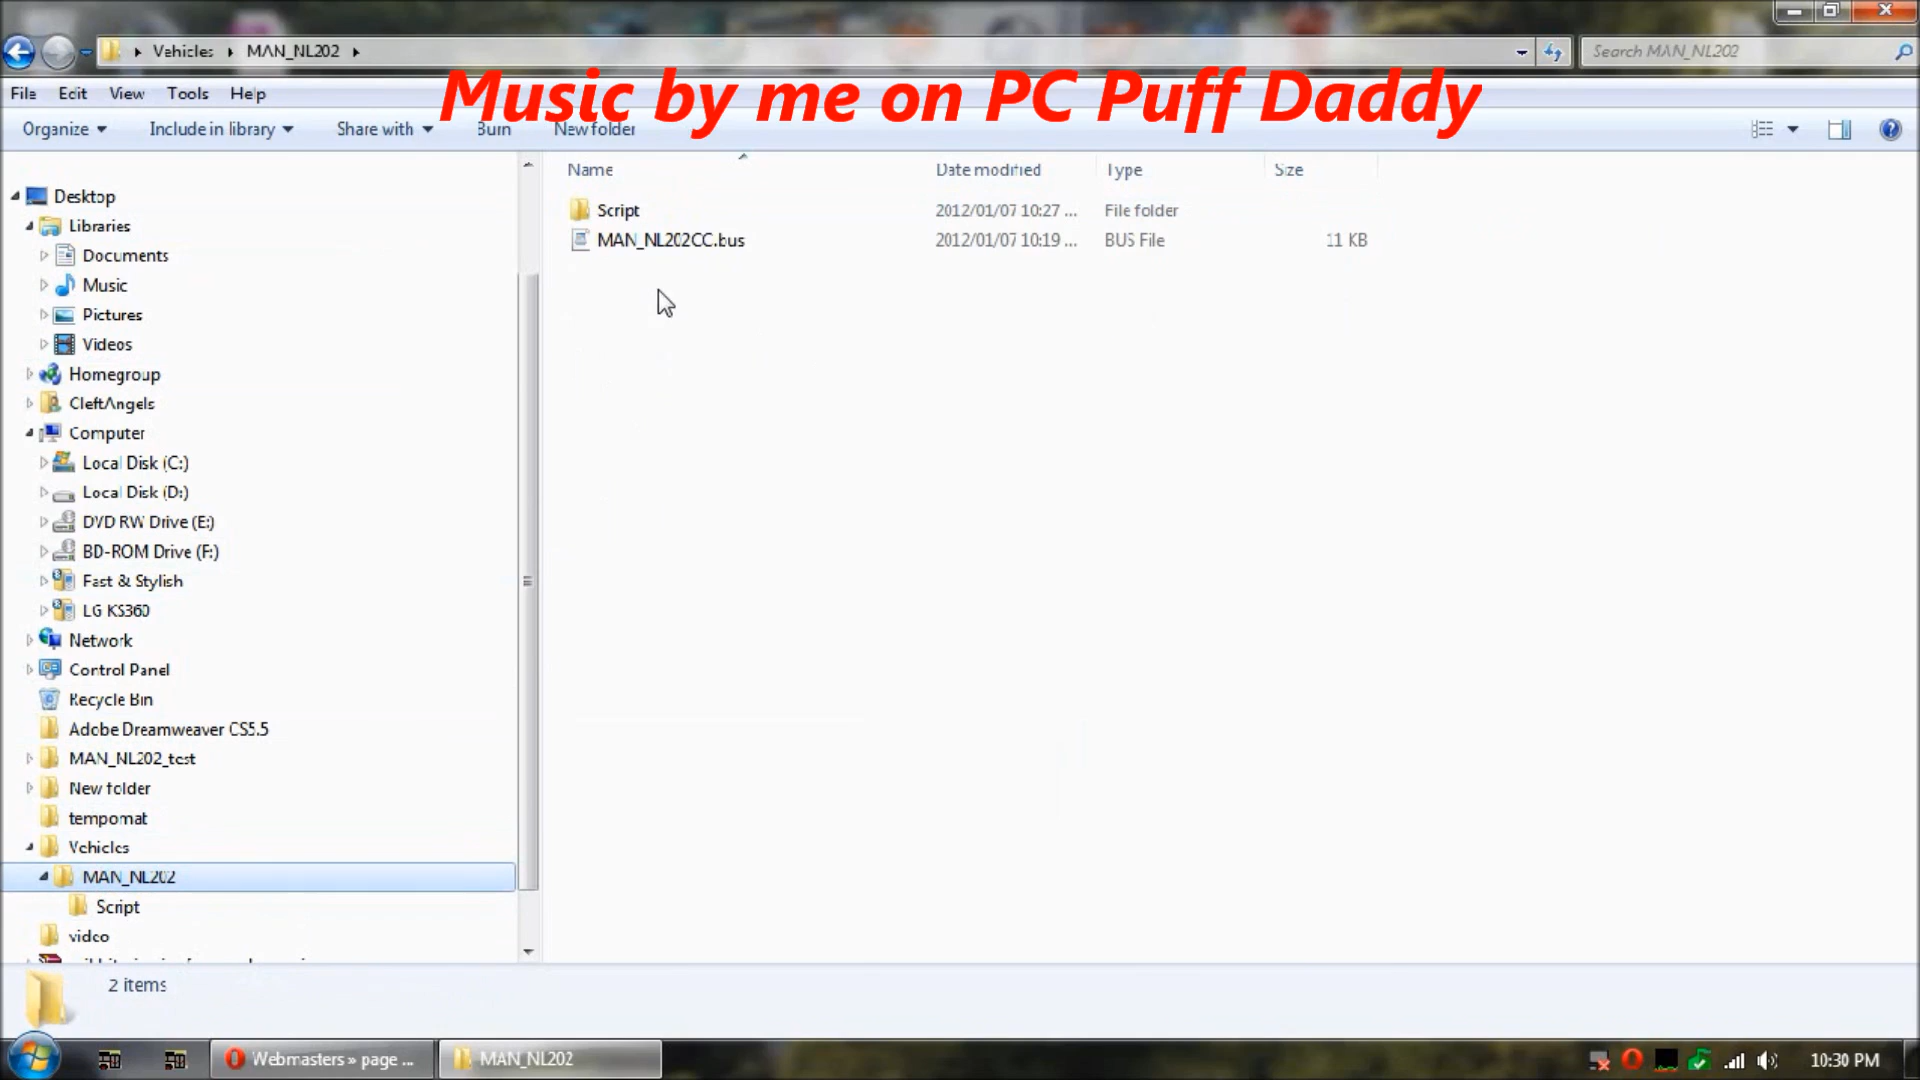 Vehicles MAN_NL202
Search MAN_NL202
Music by me on PC Puff Daddy
File Edit View Tools Help
Organize Include in library Share with Burn New folder
Name Date modified Type Size
Script 2012/01/07 10:27 ... File folder
MAN_NL202CC.bus 2012/01/07 10:19 ... BUS File 11 KB
Desktop
Libraries
Documents
Music
Pictures
Videos
Homegroup
CleftAngels
Computer
Local Disk (C:)
Local Disk (D:)
DVD RW Drive (E:)
BD-ROM Drive (F:)
Fast & Stylish
LG KS360
Network
Control Panel
Recycle Bin
Adobe Dreamweaver CS5.5
MAN_NL202_test
New folder
tempomat
Vehicles
MAN_NL202
Script
video
2 items
Webmasters » page ...
MAN_NL202
10:30 PM